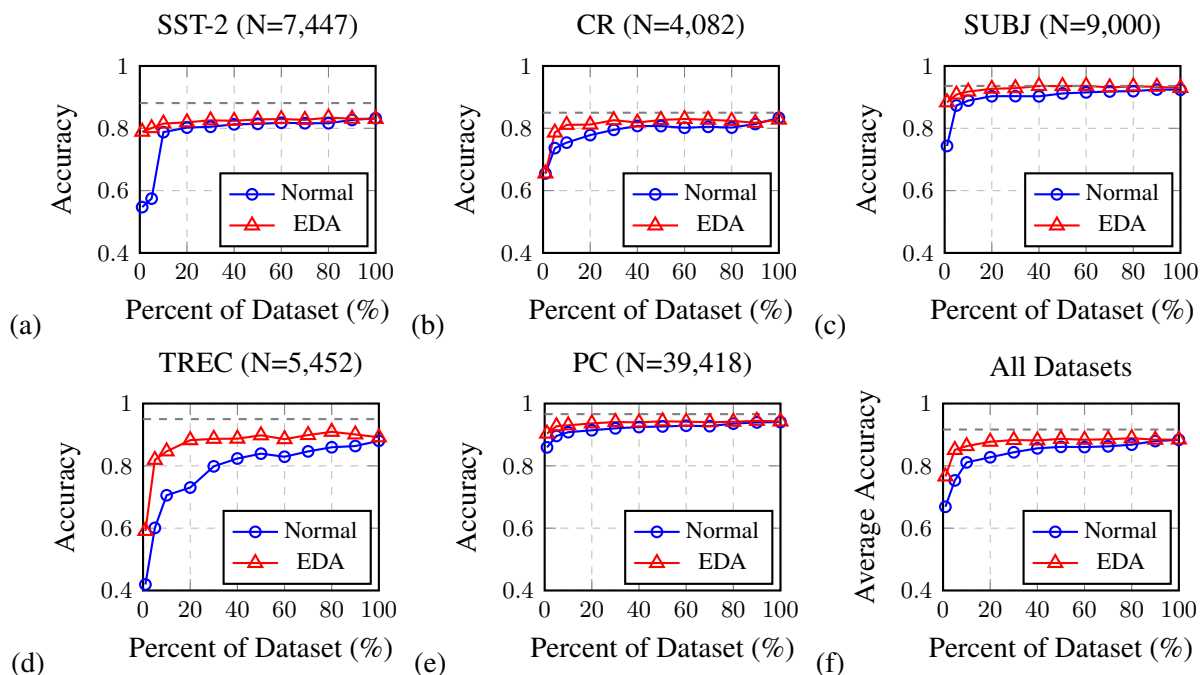 SST-2 (N=7,447)
1
0.8
0.6
0.4
Accuracy
Normal
EDA
0 20 40 60 80 100
Percent of Dataset (%)
(a)
CR (N=4,082)
1
0.8
0.6
0.4
Accuracy
Normal
EDA
0 20 40 60 80 100
Percent of Dataset (%)
(b)
SUBJ (N=9,000)
1
0.8
0.6
0.4
Accuracy
Normal
EDA
0 20 40 60 80 100
Percent of Dataset (%)
(c)
TREC (N=5,452)
1
0.8
0.6
0.4
Accuracy
Normal
EDA
0 20 40 60 80 100
Percent of Dataset (%)
(d)
PC (N=39,418)
1
0.8
0.6
0.4
Accuracy
Normal
EDA
0 20 40 60 80 100
Percent of Dataset (%)
(e)
All Datasets
1
0.8
0.6
0.4
Average Accuracy
Normal
EDA
0 20 40 60 80 100
Percent of Dataset (%)
(f)